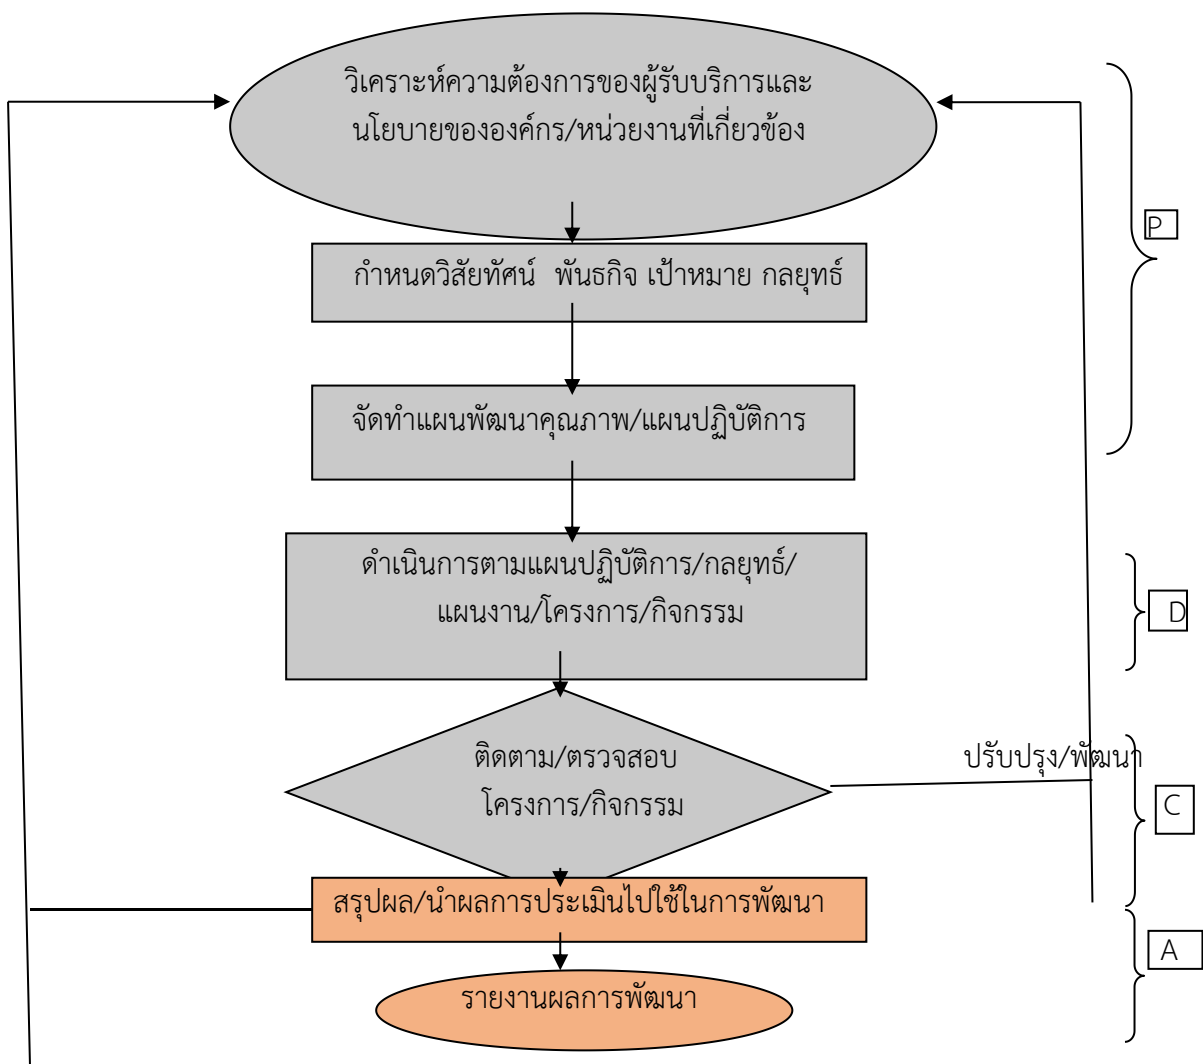 วิเคราะห์ความต้องการของผู้รับบริการและ
นโยบายขององค์กร/หน่วยงานที่เกี่ยวข้อง
P
กำหนดวิสัยทัศน์  พันธกิจ เป้าหมาย กลยุทธ์
จัดทำแผนพัฒนาคุณภาพ/แผนปฏิบัติการ
ดำเนินการตามแผนปฏิบัติการ/กลยุทธ์/
แผนงาน/โครงการ/กิจกรรม
D
ติดตาม/ตรวจสอบ
โครงการ/กิจกรรม
ปรับปรุง/พัฒนา
C
สรุปผล/นำผลการประเมินไปใช้ในการพัฒนา
A
รายงานผลการพัฒนา